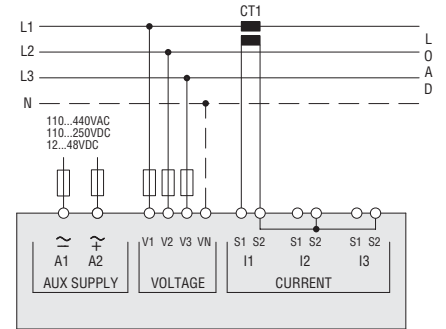 CT1
L1
L2
L3
N
LOAD
110...440VAC
110...250VDC
12...48VDC
V1 V2 V3 VN S1 S2 S1 S2 S1 S2
A1 A2 I1 I2 I3
AUX SUPPLY VOLTAGE CURRENT